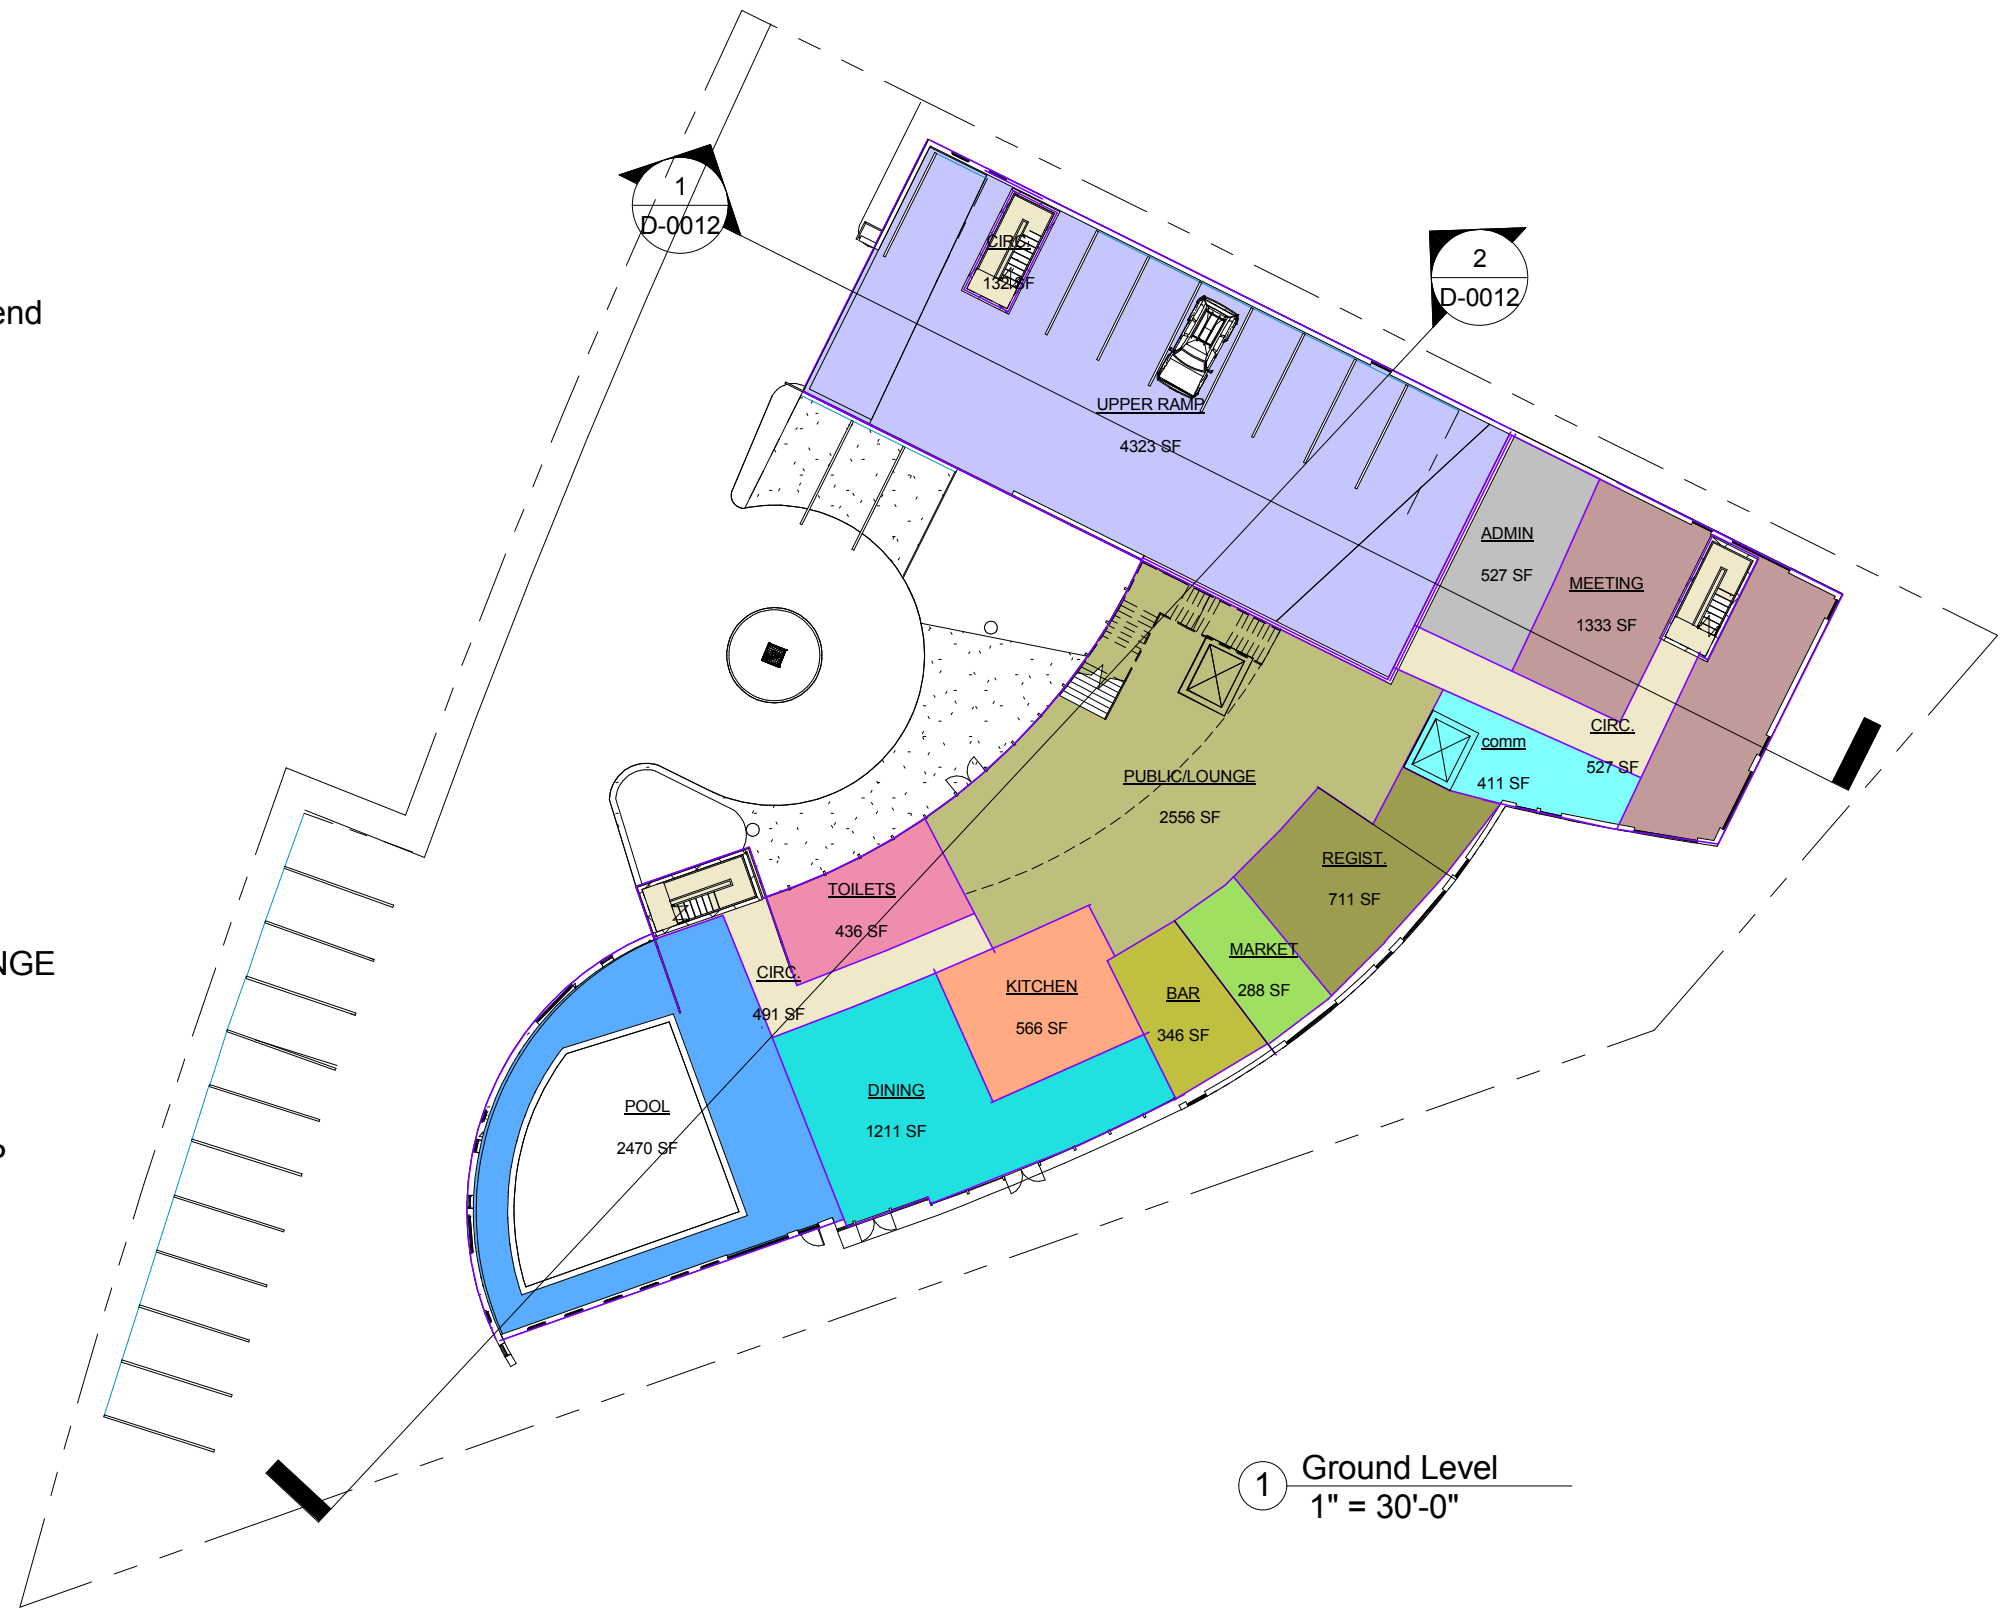 1
D-0012
2
D-0012
end
CIRC.
132 SF
UPPER RAMP
4323 SF
ADMIN
527 SF
MEETING
1333 SF
CIRC.
527 SF
comm
411 SF
PUBLIC/LOUNGE
2556 SF
REGIST.
711 SF
TOILETS
436 SF
MARKET
288 SF
NGE
CIRC.
491 SF
KITCHEN
566 SF
BAR
346 SF
DINING
1211 SF
POOL
2470 SF
1
Ground Level
1" = 30'-0"